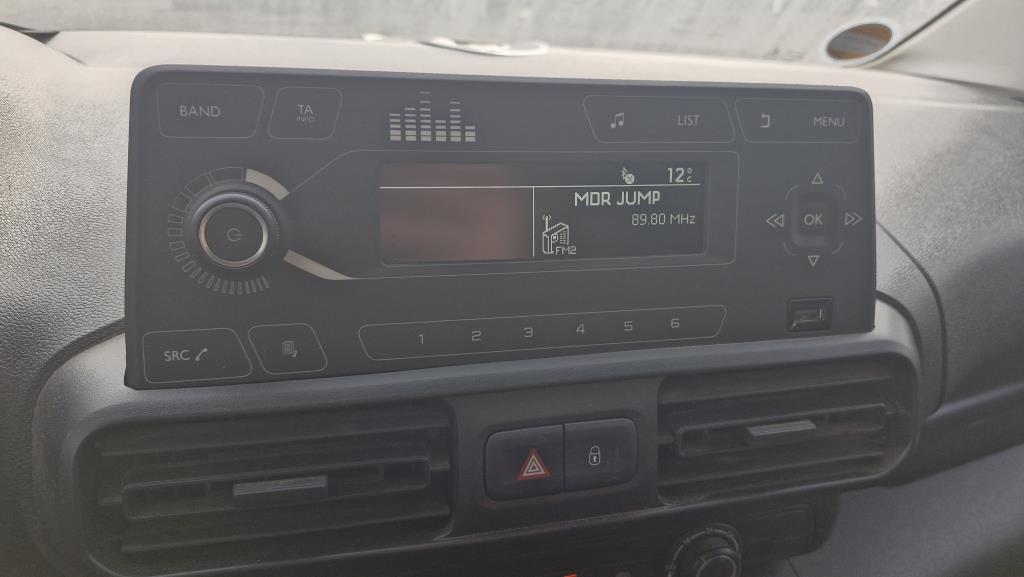 BAND
TA
INFO
LIST
MENU
12°C
MDR JUMP
89.80 MHz
FM2
OK
1 2 3 4 5 6
SRC